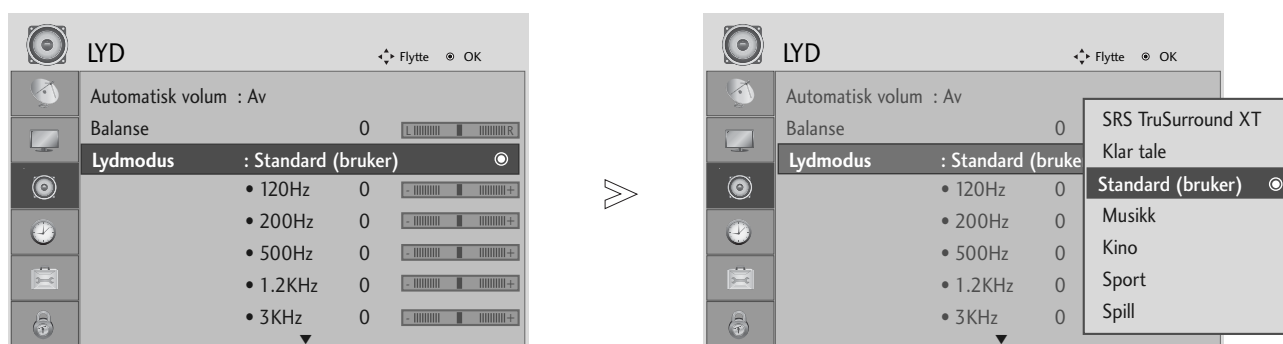 LYD
Flytte OK
Automatisk volum : Av
Balanse 0 L R
Lydmodus : Standard (bruker)
• 120Hz 0 - +
• 200Hz 0 - +
• 500Hz 0 - +
• 1.2KHz 0 - +
• 3KHz 0 - +
LYD
Flytte OK
Automatisk volum : Av
Balanse 0
Lydmodus : Standard (bruke
• 120Hz 0
• 200Hz 0
• 500Hz 0
• 1.2KHz 0
• 3KHz 0
SRS TruSurround XT
Klar tale
Standard (bruker)
Musikk
Kino
Sport
Spill